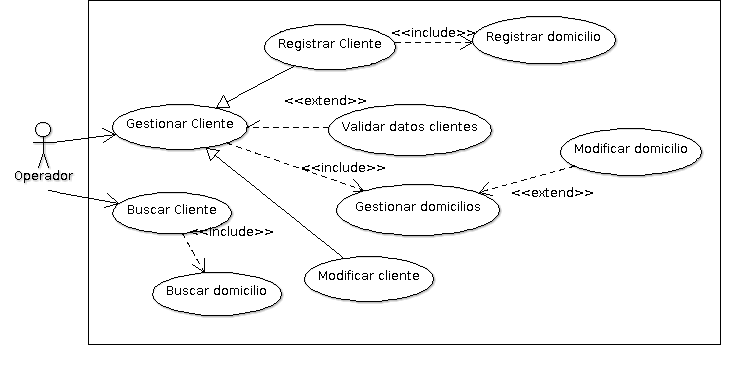 Registrar Cliente
<<include>>
Registrar domicilio
<<extend>>
Gestionar Cliente
Validar datos clientes
Modificar domicilio
Operador
<<include>>
<<extend>>
Buscar Cliente
Gestionar domicilios
<<include>>
Modificar cliente
Buscar domicilio